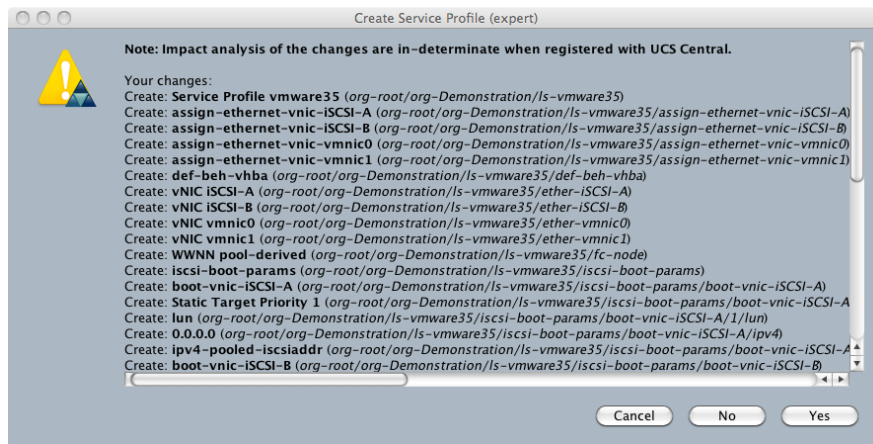 Create Service Profile (expert)
Note: Impact analysis of the changes are in-determinate when registered with UCS Central.
Your changes:
Create: Service Profile vmware35 (org-root/org-Demonstration/ls-vmware35)
Create: assign-ethernet-vnic-iSCSI-A (org-root/org-Demonstration/ls-vmware35/assign-ethernet-vnic-iSCSI-A)
Create: assign-ethernet-vnic-iSCSI-B (org-root/org-Demonstration/ls-vmware35/assign-ethernet-vnic-iSCSI-B)
Create: assign-ethernet-vnic-vmnic0 (org-root/org-Demonstration/ls-vmware35/assign-ethernet-vnic-vmnic0)
Create: assign-ethernet-vnic-vmnic1 (org-root/org-Demonstration/ls-vmware35/assign-ethernet-vnic-vmnic1)
Create: def-beh-vhba (org-root/org-Demonstration/ls-vmware35/def-beh-vhba)
Create: vNIC iSCSI-A (org-root/org-Demonstration/ls-vmware35/ether-iSCSI-A)
Create: vNIC iSCSI-B (org-root/org-Demonstration/ls-vmware35/ether-iSCSI-B)
Create: vNIC vmnic0 (org-root/org-Demonstration/ls-vmware35/ether-vmnic0)
Create: vNIC vmnic1 (org-root/org-Demonstration/ls-vmware35/ether-vmnic1)
Create: WWNN pool-derived (org-root/org-Demonstration/ls-vmware35/fc-node)
Create: iscsi-boot-params (org-root/org-Demonstration/ls-vmware35/iscsi-boot-params)
Create: boot-vnic-iSCSI-A (org-root/org-Demonstration/ls-vmware35/iscsi-boot-params/boot-vnic-iSCSI-A)
Create: Static Target Priority 1 (org-root/org-Demonstration/ls-vmware35/iscsi-boot-params/boot-vnic-iSCSI-A
Create: lun (org-root/org-Demonstration/ls-vmware35/iscsi-boot-params/boot-vnic-iSCSI-A/1/lun)
Create: 0.0.0.0 (org-root/org-Demonstration/ls-vmware35/iscsi-boot-params/boot-vnic-iSCSI-A/ipv4)
Create: ipv4-pooled-iscsiaddr (org-root/org-Demonstration/ls-vmware35/iscsi-boot-params/boot-vnic-iSCSI-A
Create: boot-vnic-iSCSI-B (org-root/org-Demonstration/ls-vmware35/iscsi-boot-params/boot-vnic-iSCSI-B)
Cancel No Yes